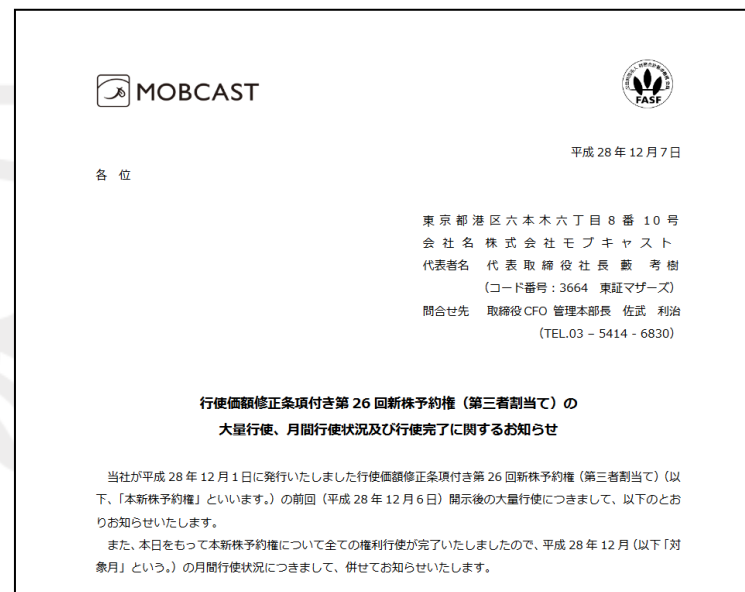 MOBCAST
FASF
平成 28 年 12 月 7 日
各 位
東京都港区六本木六丁目8番10号
会社名 株式会社モブキャスト
代表者名 代表取締役社長 藪 考樹
（コード番号：3664 東証マザーズ）
問合せ先 取締役CFO 管理本部長 佐武 利治
（TEL.03 – 5414 - 6830）
行使価額修正条項付き第 26 回新株予約権（第三者割当て）の
大量行使、月間行使状況及び行使完了に関するお知らせ
当社が平成 28 年 12 月 1 日に発行いたしました行使価額修正条項付き第 26 回新株予約権（第三者割当て）（以
下、「本新株予約権」といいます。）の前回（平成 28 年 12 月 6 日）開示後の大量行使につきまして、以下のとお
りお知らせいたします。
また、本日をもって本新株予約権について全ての権利行使が完了いたしましたので、平成 28 年 12 月（以下「対
象月」という。）の月間行使状況につきまして、併せてお知らせいたします。